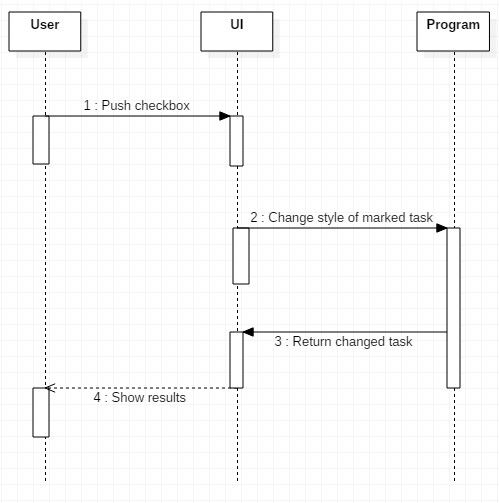 User
UI
Program
1 : Push checkbox
2 : Change style of marked task
3 : Return changed task
4 : Show results